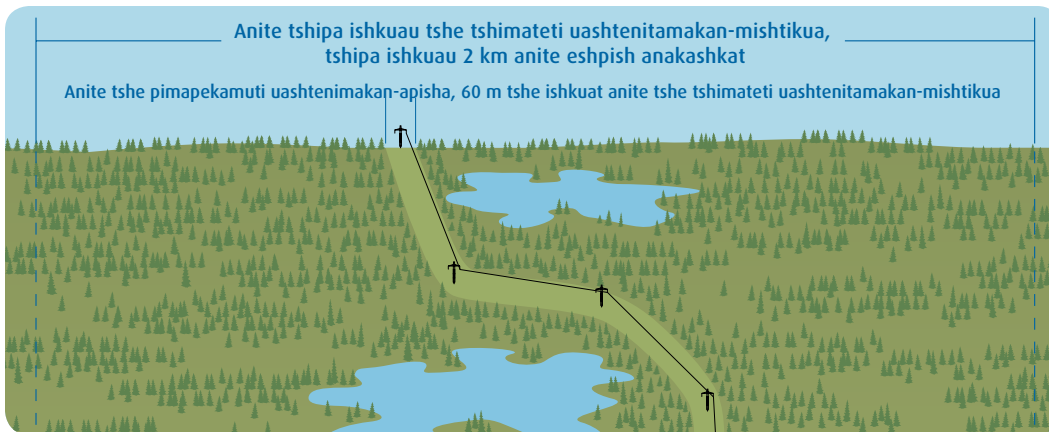 Anite tshipa ishkuau tshe tshimateti uashtenitamakan-mishtikua,
tshipa ishkuau 2 km anite eshpish anakashkat
Anite tshe pimapekamuti uashtenimakan-apisha, 60 m tshe ishkuat anite tshe tshimateti uashtenitamakan-mishtikua